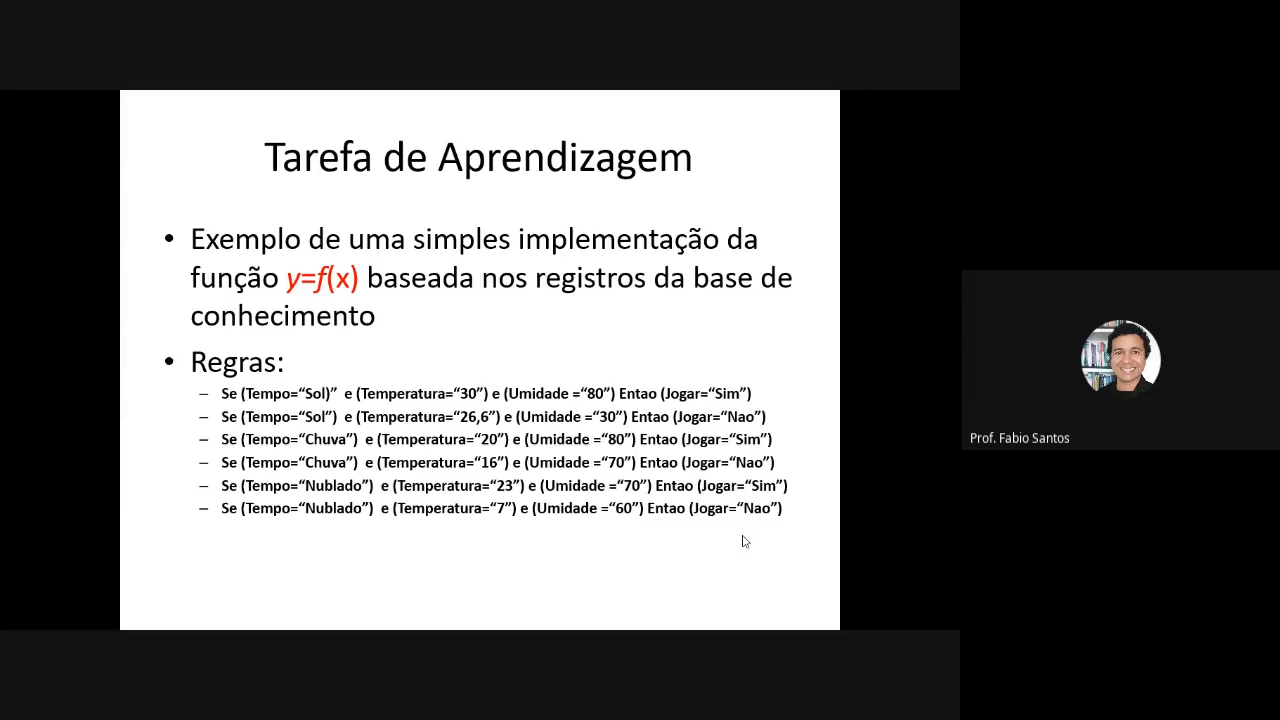 Tarefa de Aprendizagem
• Exemplo de uma simples implementação da
função y=f(x) baseada nos registros da base de
conhecimento
• Regras:
– Se (Tempo=“Sol)” e (Temperatura=“30”) e (Umidade =“80”) Entao (Jogar=“Sim”)
– Se (Tempo=“Sol”) e (Temperatura=“26,6”) e (Umidade =“30”) Entao (Jogar=“Nao”)
– Se (Tempo=“Chuva”) e (Temperatura=“20”) e (Umidade =“80”) Entao (Jogar=“Sim”)
– Se (Tempo=“Chuva”) e (Temperatura=“16”) e (Umidade =“70”) Entao (Jogar=“Nao”)
– Se (Tempo=“Nublado”) e (Temperatura=“23”) e (Umidade =“70”) Entao (Jogar=“Sim”)
– Se (Tempo=“Nublado”) e (Temperatura=“7”) e (Umidade =“60”) Entao (Jogar=“Nao”)
Prof. Fabio Santos